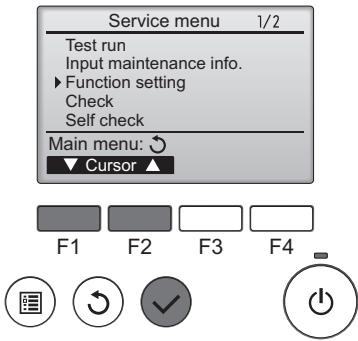 Service menu 1/2
Test run
Input maintenance info.
Function setting
Check
Self check
Main menu:
Cursor
F1 F2 F3 F4